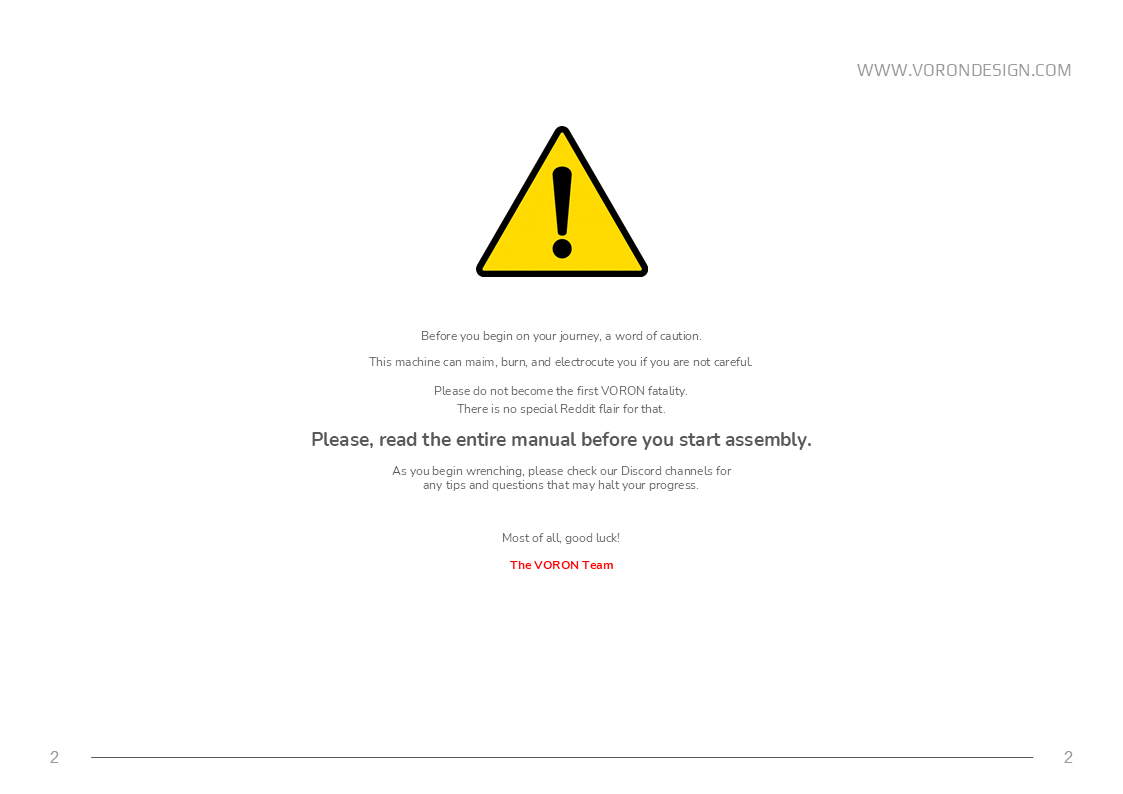 WWW.VORONDESIGN.COM
Before you begin on your journey, a word of caution.
This machine can maim, burn, and electrocute you if you are not careful.
Please do not become the first VORON fatality.
There is no special Reddit flair for that.
Please, read the entire manual before you start assembly.
As you begin wrenching, please check our Discord channels for
any tips and questions that may halt your progress.
Most of all, good luck!
The VORON Team
2
2